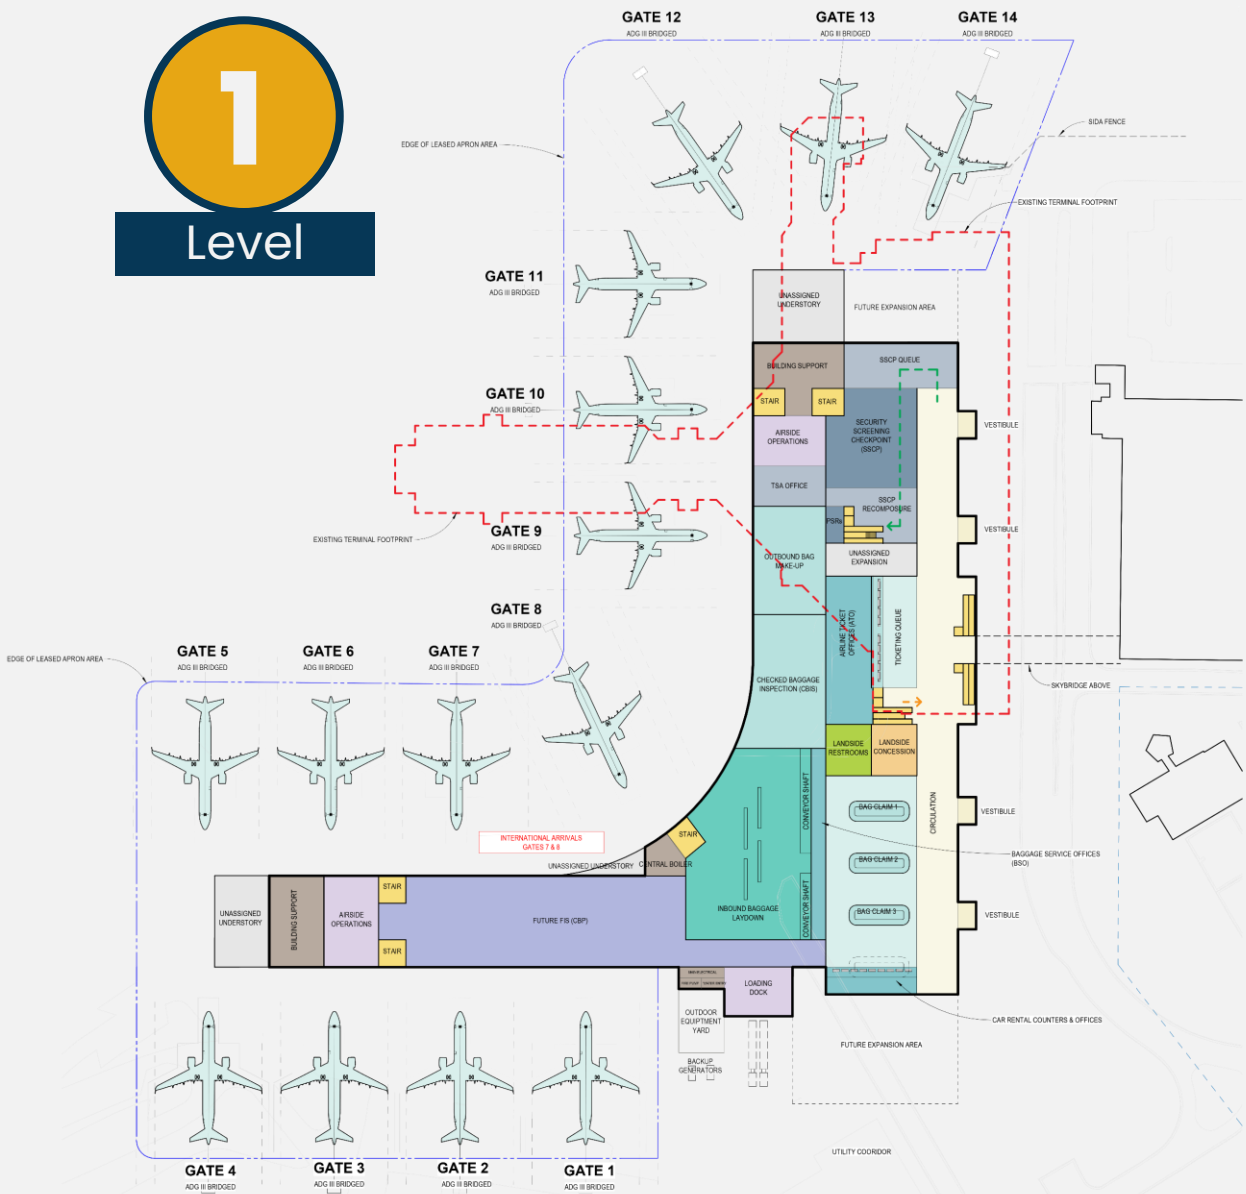 1
Level
GATE 12
ADG III BRIDGED
GATE 13
ADG III BRIDGED
GATE 14
ADG III BRIDGED
SIDA FENCE
EDGE OF LEASED APRON AREA
EXISTING TERMINAL FOOTPRINT
GATE 11
ADG III BRIDGED
UNASSIGNED
UNDERSTORY
FUTURE EXPANSION AREA
BUILDING SUPPORT
SSCP QUEUE
GATE 10
ADG III BRIDGED
STAIR
STAIR
AIRSIDE
OPERATIONS
SECURITY
SCREENING
CHECKPOINT
(SSCP)
VESTIBULE
TSA OFFICE
SSCP
RECOMPOSURE
PSRs
VESTIBULE
GATE 9
ADG III BRIDGED
EXISTING TERMINAL FOOTPRINT
OUTBOUND BAG
MAKE-UP
UNASSIGNED
EXPANSION
GATE 8
ADG III BRIDGED
AIRLINE TICKET
OFFICES (ATO)
TICKETING QUEUE
EDGE OF LEASED APRON AREA
GATE 5
ADG III BRIDGED
GATE 6
ADG III BRIDGED
GATE 7
ADG III BRIDGED
CHECKED BAGGAGE
INSPECTION (CBIS)
SKYBRIDGE ABOVE
LANDSIDE
RESTROOMS
LANDSIDE
CONCESSION
CONVEYOR SHAFT
BAG CLAIM 1
CIRCULATION
VESTIBULE
INTERNATIONAL ARRIVALS
GATES 7 & 8
STAIR
UNASSIGNED UNDERSTORY
CENTRAL BOILER
BAG CLAIM 2
BAGGAGE SERVICE OFFICES
(BSO)
STAIR
UNASSIGNED
UNDERSTORY
BUILDING SUPPORT
AIRSIDE
OPERATIONS
FUTURE FIS (CBP)
INBOUND BAGGAGE
LAYDOWN
CONVEYOR SHAFT
BAG CLAIM 3
VESTIBULE
STAIR
LOADING
DOCK
OUTDOOR
EQUIPTMENT
YARD
CAR RENTAL COUNTERS & OFFICES
FUTURE EXPANSION AREA
BACKUP
GENERATORS
UTILITY COORIDOR
GATE 4
ADG III BRIDGED
GATE 3
ADG III BRIDGED
GATE 2
ADG III BRIDGED
GATE 1
ADG III BRIDGED